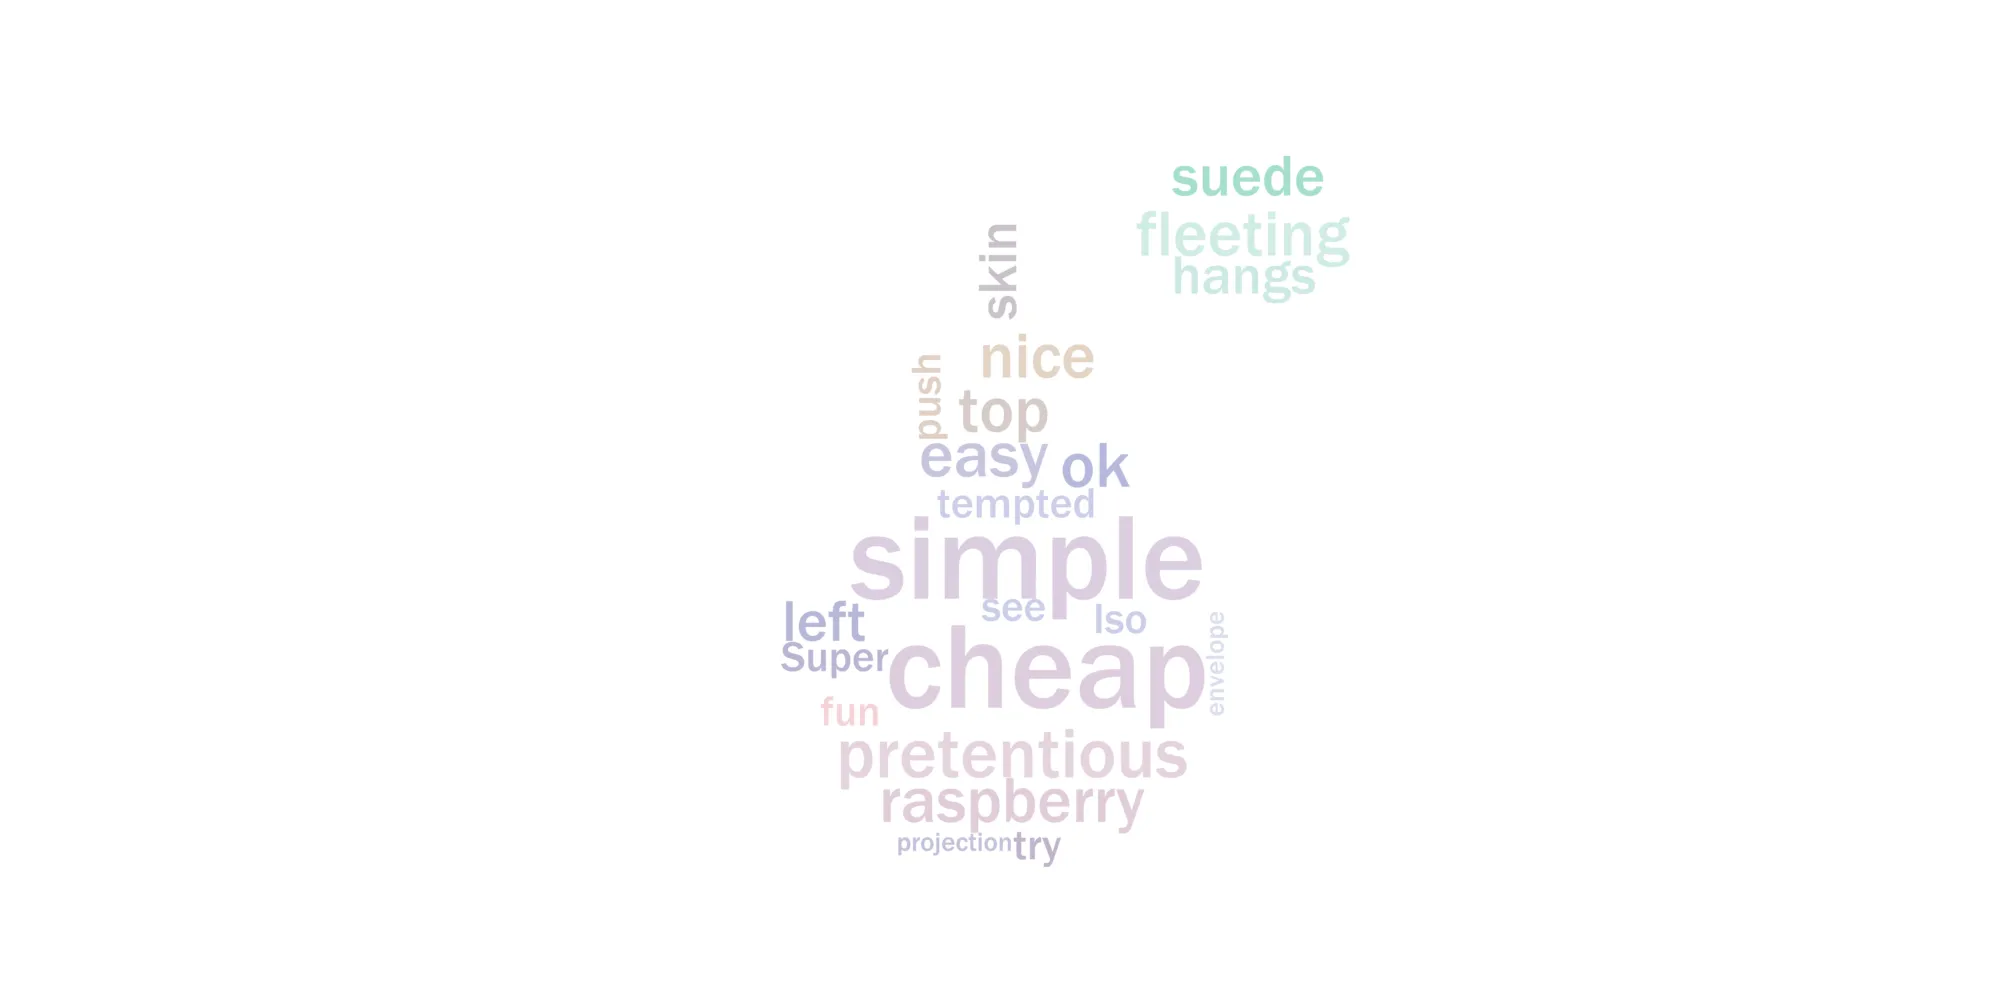 suede
fleeting
hangs
skin
nice
push
top
easy
ok
tempted
simple
see
left
Iso
envelope
Super
cheap
fun
pretentious
raspberry
projection
try